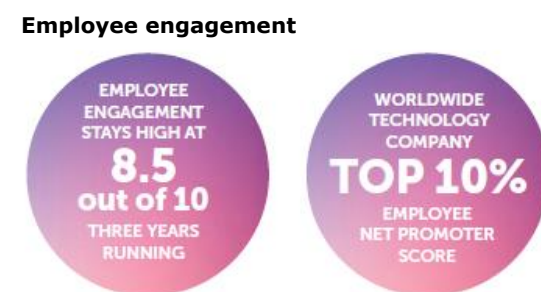 Employee engagement
EMPLOYEE
ENGAGEMENT
STAYS HIGH AT
8.5
out of 10
THREE YEARS
RUNNING
WORLDWIDE
TECHNOLOGY
COMPANY
TOP 10%
EMPLOYEE
NET PROMOTER
SCORE